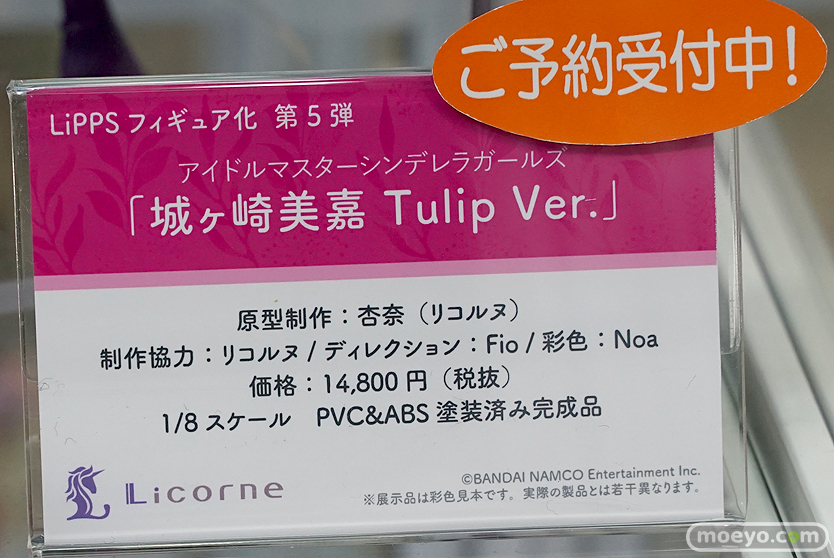 ご予約受付中!
LiPPS フィギュア化 第5弾
アイドルマスターシンデレラガールズ
「城ヶ崎美嘉 Tulip Ver.」
原型制作:杏奈(リコルヌ)
制作協力:リコルヌ/ディレクション:Fio/彩色:Noa
価格:14,800円(税抜)
1/8スケール PVC&ABS塗装済み完成品
Licorne
©BANDAI NAMCO Entertainment Inc.
※展示品は彩色見本です。実際の製品とは若干異なります。
moeyo.com